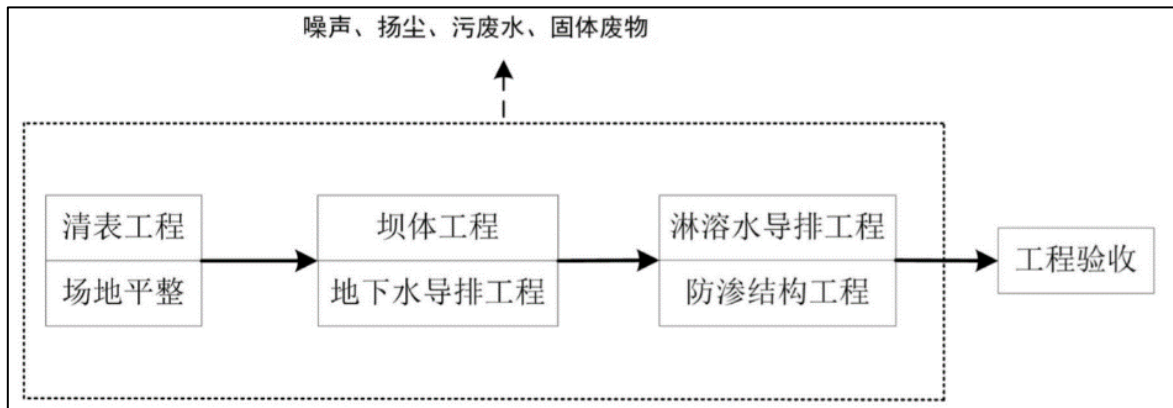 噪声、扬尘、污废水、固体废物
清表工程
场地平整
坝体工程
地下水导排工程
淋溶水导排工程
防渗结构工程
工程验收